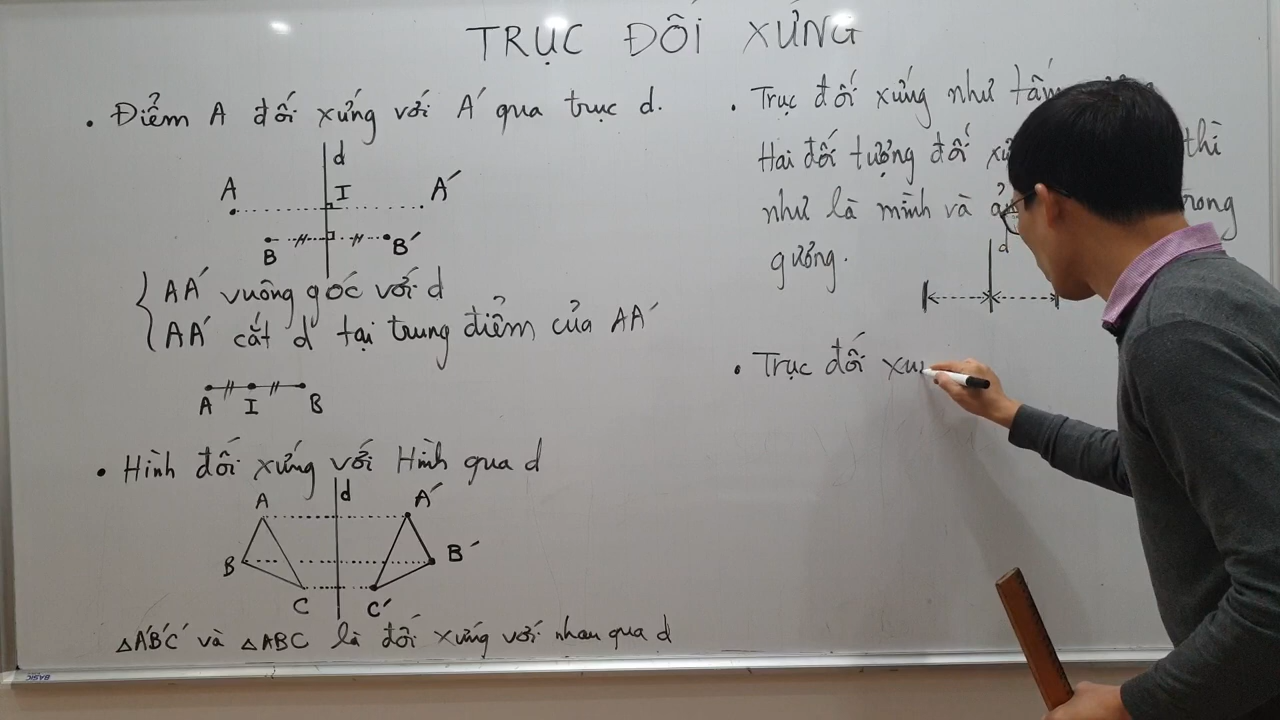 TRỤC ĐỐI XỨNG
. Điểm A đối xứng với A' qua trục d.
d
A I A'
B B'
AA' vuông góc với d
AA' cắt d tại trung điểm của AA'
A I B
. Hình đối xứng với Hình qua d
d
A A'
B B'
C C'
△A'B'C' và △ABC là đối xứng với nhau qua d
. Trục đối xứng như tấm
Hai đối tượng đối thì
như là mình và trong
gương.
d
. Trục đối
BASIC